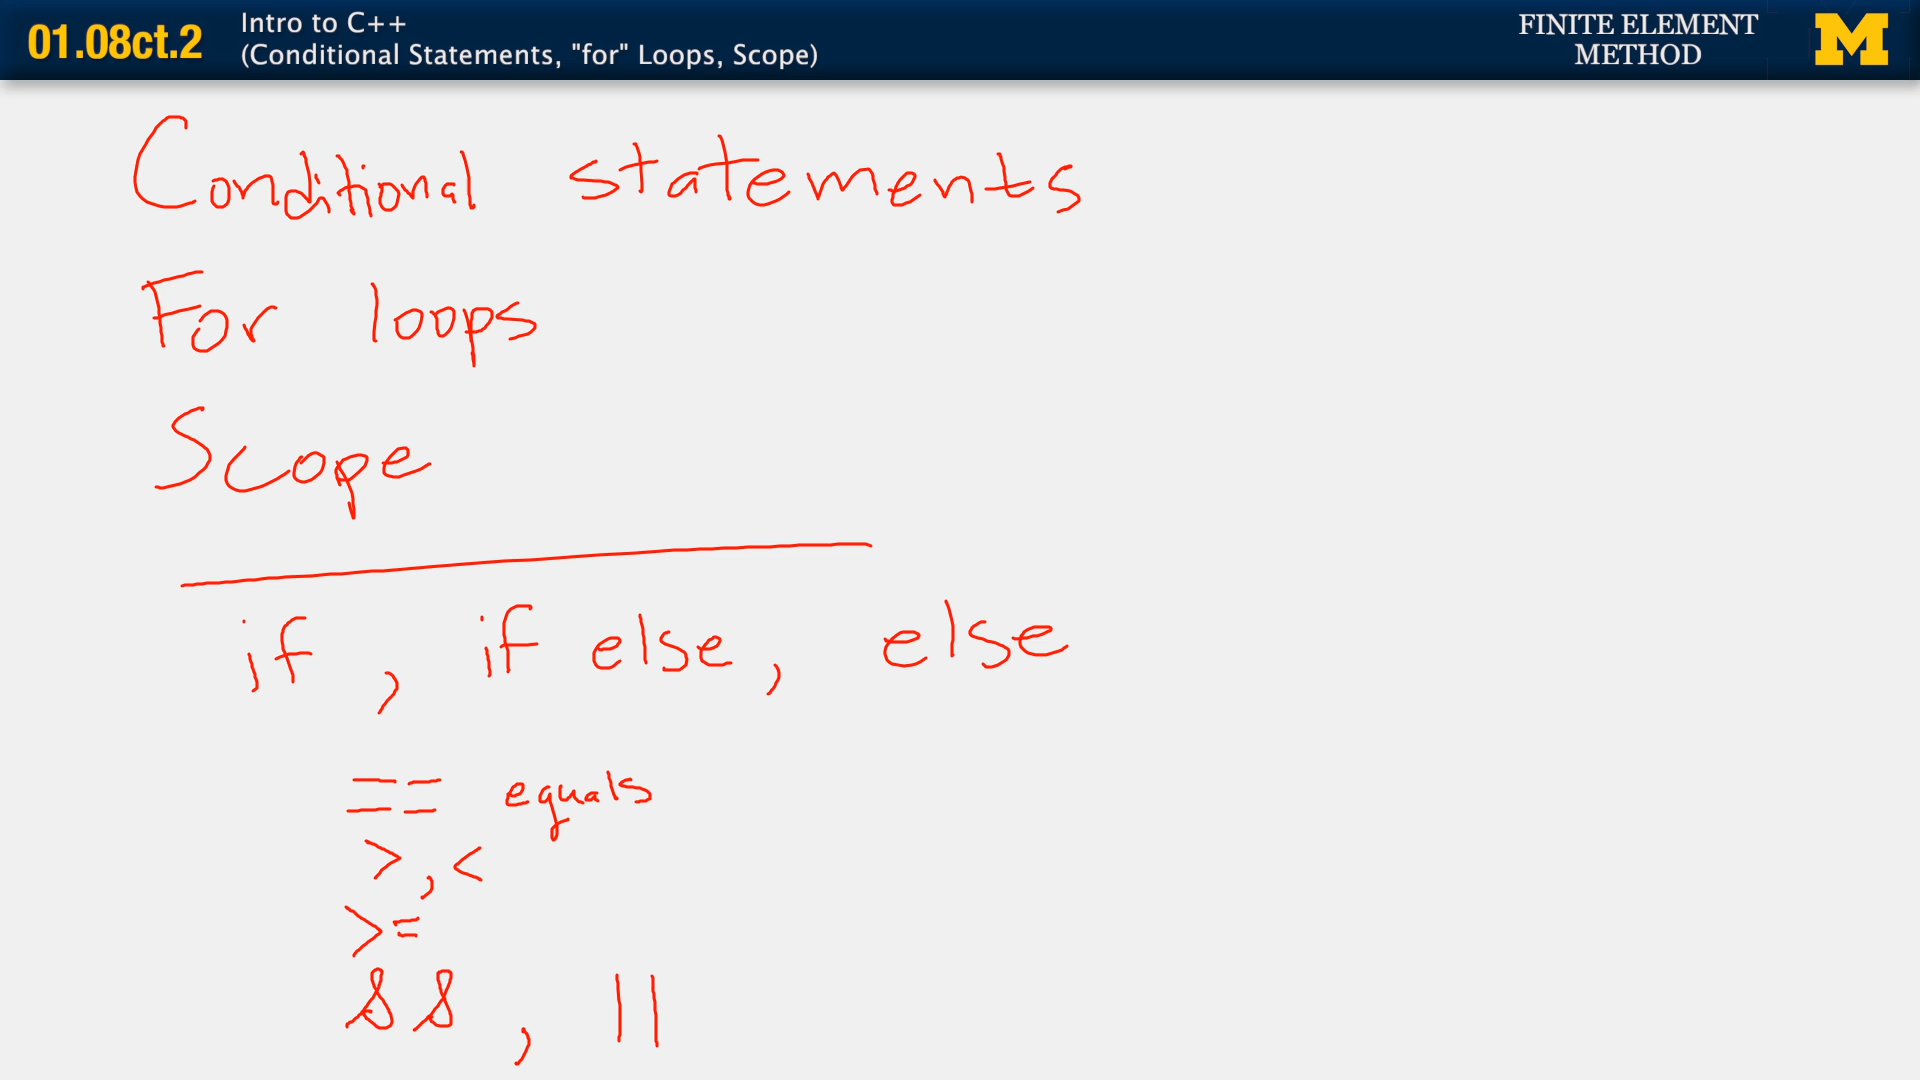 01.08ct.2
Intro to C++
(Conditional Statements, "for" Loops, Scope)
FINITE ELEMENT
METHOD
M
Conditional statements
For loops
Scope
if , if else, else
== equals
>, <
>=
&& , ||